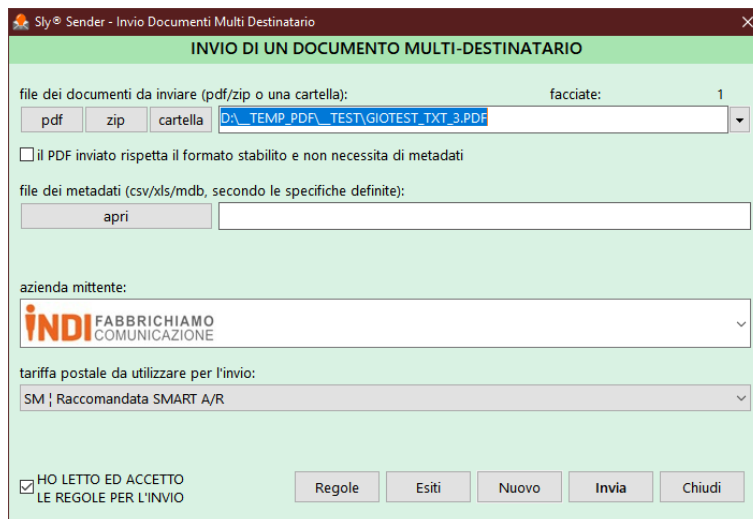 Sly® Sender - Invio Documenti Multi Destinatario
INVIO DI UN DOCUMENTO MULTI-DESTINATARIO
file dei documenti da inviare (pdf/zip o una cartella): facciate: 1
pdf zip cartella D:\_TEMP_PDF\_TEST\GIOTEST_TXT_3.PDF
il PDF inviato rispetta il formato stabilito e non necessita di metadati
file dei metadati (csv/xls/mdb, secondo le specifiche definite):
apri
azienda mittente:
iNDI FABBRICHIAMO
COMUNICAZIONE
tariffa postale da utilizzare per l'invio:
SM ¦ Raccomandata SMART A/R
HO LETTO ED ACCETTO
LE REGOLE PER L'INVIO
Regole Esiti Nuovo Invia Chiudi